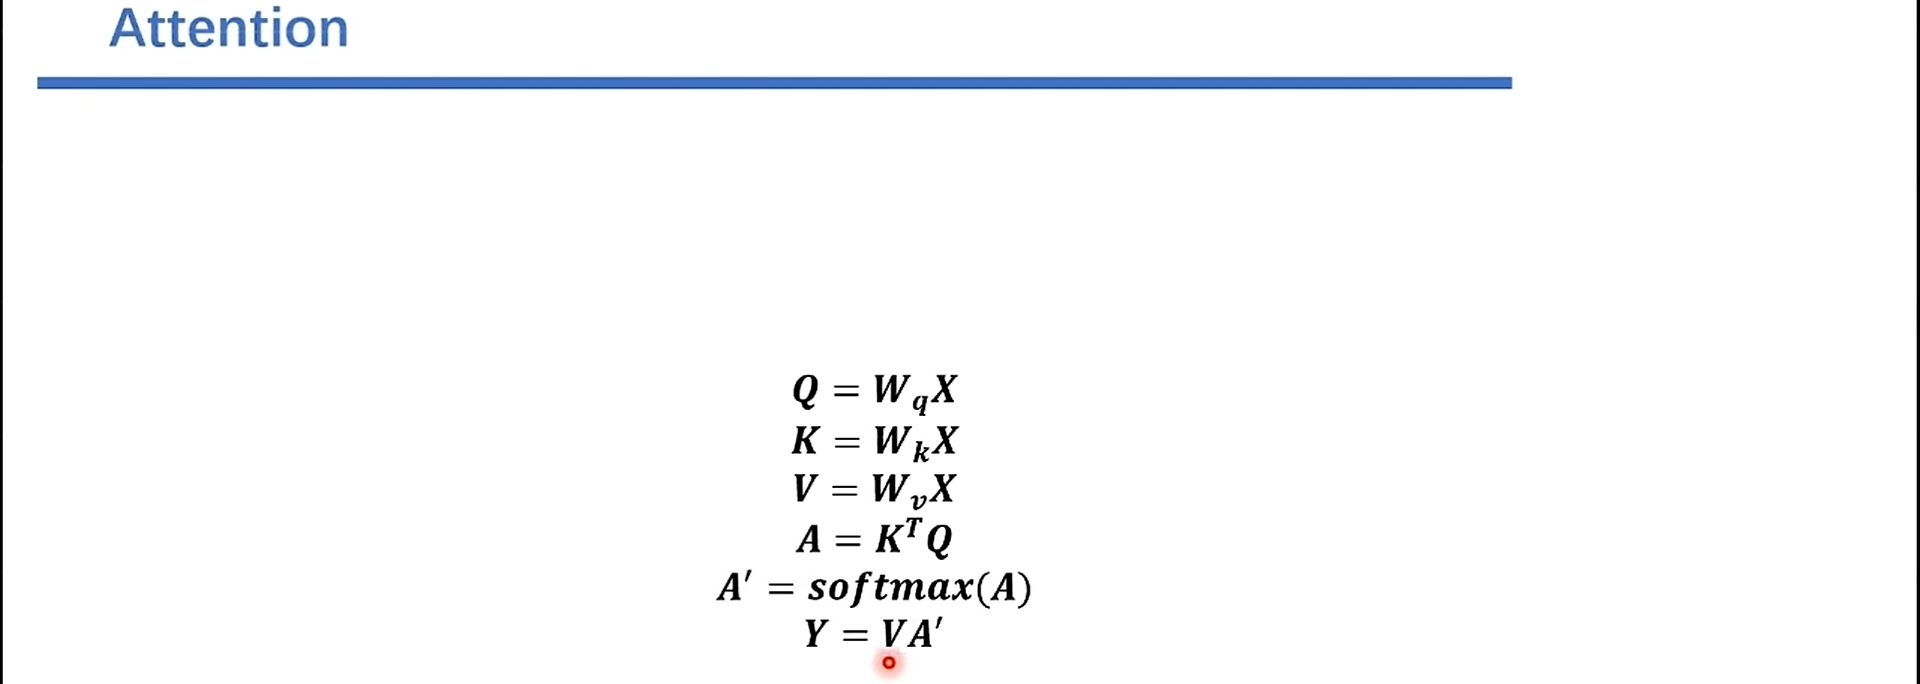 Attention
Q = W_q X
K = W_k X
V = W_v X
A = K^T Q
A′ = softmax(A)
Y = VA′